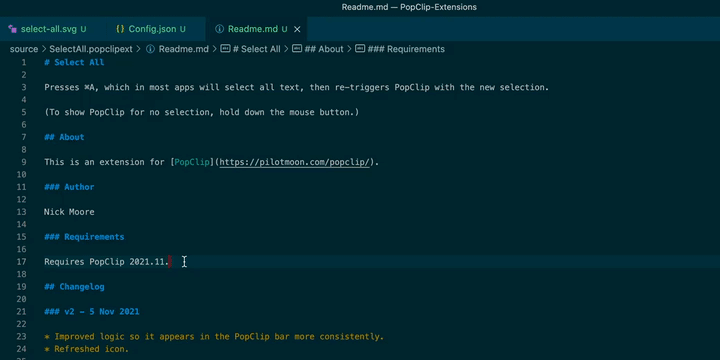 Readme.md — PopClip-Extensions
select-all.svg U
{} Config.json U
Readme.md U ×
source > SelectAll.popclipext > Readme.md > # Select All > ## About > ### Requirements
1 # Select All
2
3 Presses ⌘A, which in most apps will select all text, then re-triggers PopClip with the new selection.
4
5 (To show PopClip for no selection, hold down the mouse button.)
6
7 ## About
8
9 This is an extension for [PopClip](https://pilotmoon.com/popclip/).
10
11 ### Author
12
13 Nick Moore
14
15 ### Requirements
16
17 Requires PopClip 2021.11.
18
19 ## Changelog
20
21 ### v2 - 5 Nov 2021
22
23 * Improved logic so it appears in the PopClip bar more consistently.
24 * Refreshed icon.